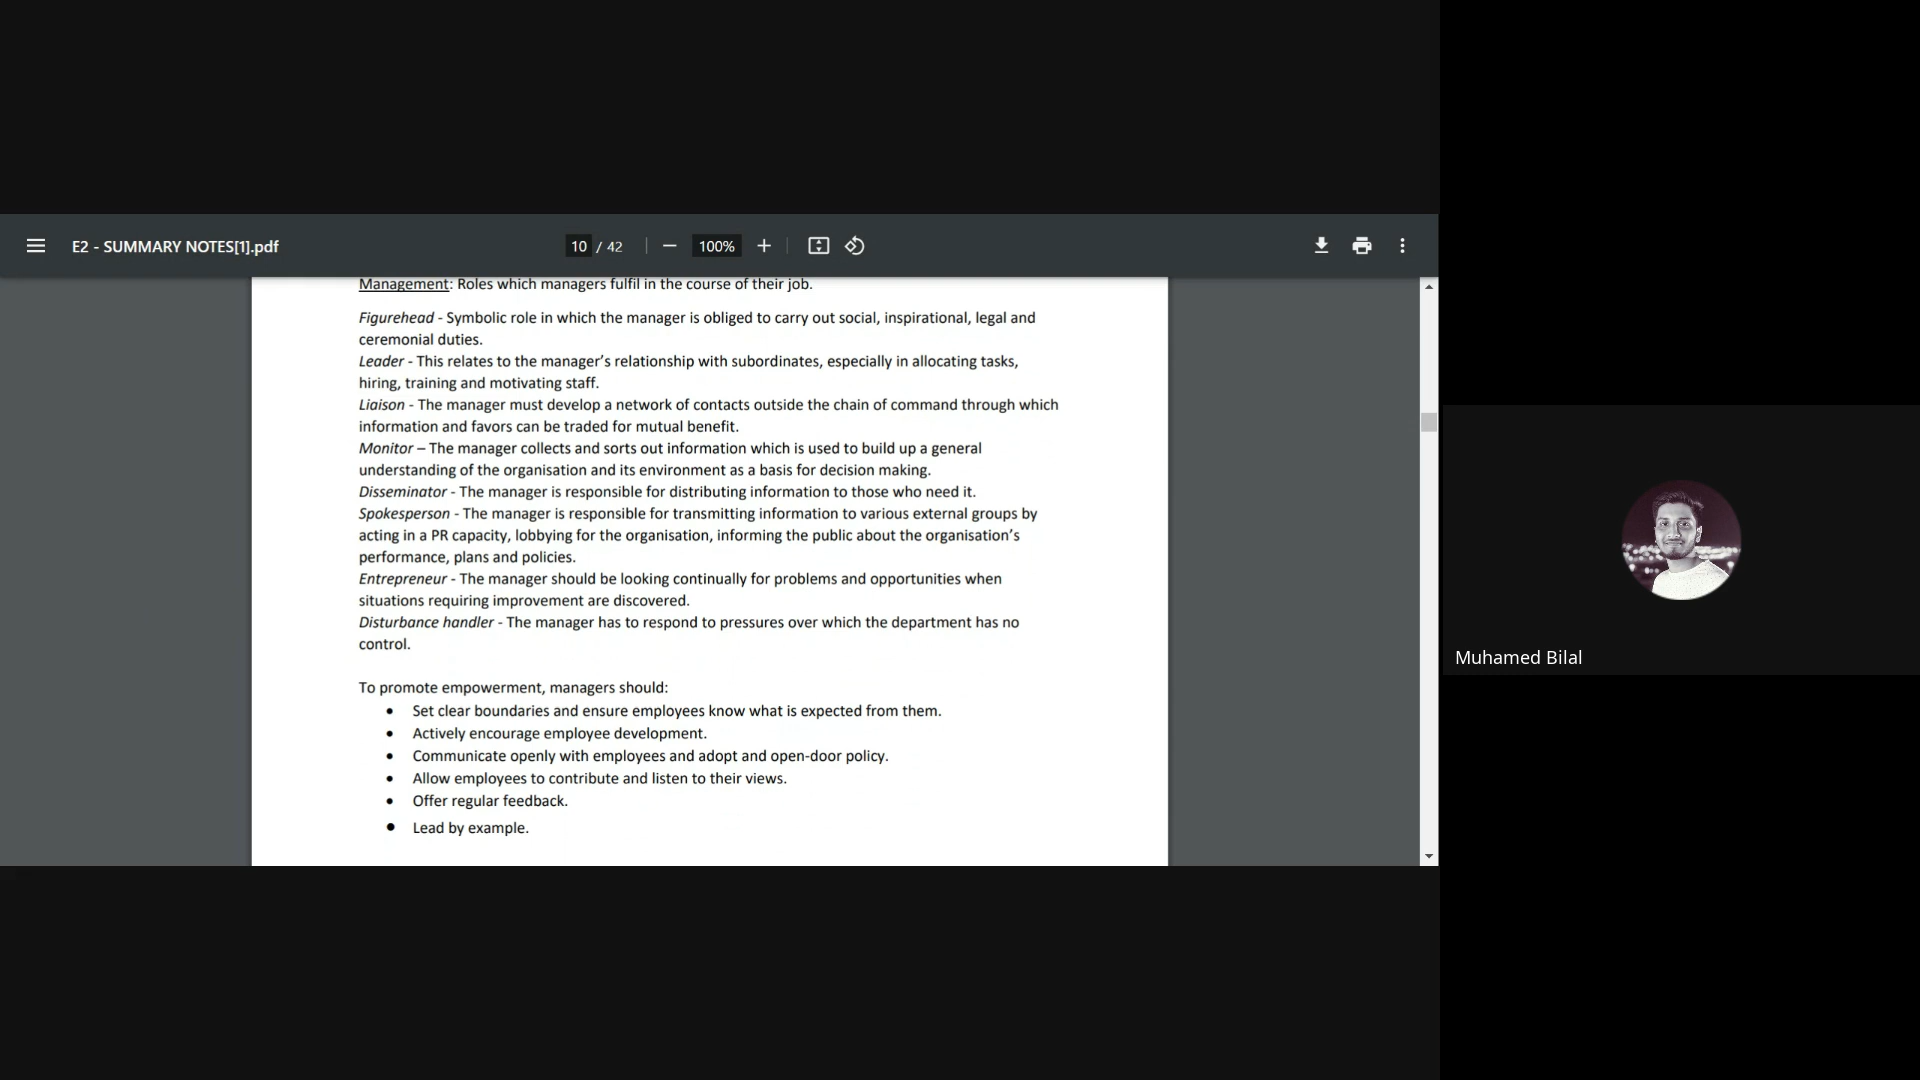 E2 - SUMMARY NOTES[1].pdf
10 / 42
100%
Management: Roles which managers fulfil in the course of their job.
Figurehead - Symbolic role in which the manager is obliged to carry out social, inspirational, legal and
ceremonial duties.
Leader - This relates to the manager’s relationship with subordinates, especially in allocating tasks,
hiring, training and motivating staff.
Liaison - The manager must develop a network of contacts outside the chain of command through which
information and favors can be traded for mutual benefit.
Monitor – The manager collects and sorts out information which is used to build up a general
understanding of the organisation and its environment as a basis for decision making.
Disseminator - The manager is responsible for distributing information to those who need it.
Spokesperson - The manager is responsible for transmitting information to various external groups by
acting in a PR capacity, lobbying for the organisation, informing the public about the organisation’s
performance, plans and policies.
Entrepreneur - The manager should be looking continually for problems and opportunities when
situations requiring improvement are discovered.
Disturbance handler - The manager has to respond to pressures over which the department has no
control.
To promote empowerment, managers should:
• Set clear boundaries and ensure employees know what is expected from them.
• Actively encourage employee development.
• Communicate openly with employees and adopt and open-door policy.
• Allow employees to contribute and listen to their views.
• Offer regular feedback.
• Lead by example.
Muhamed Bilal